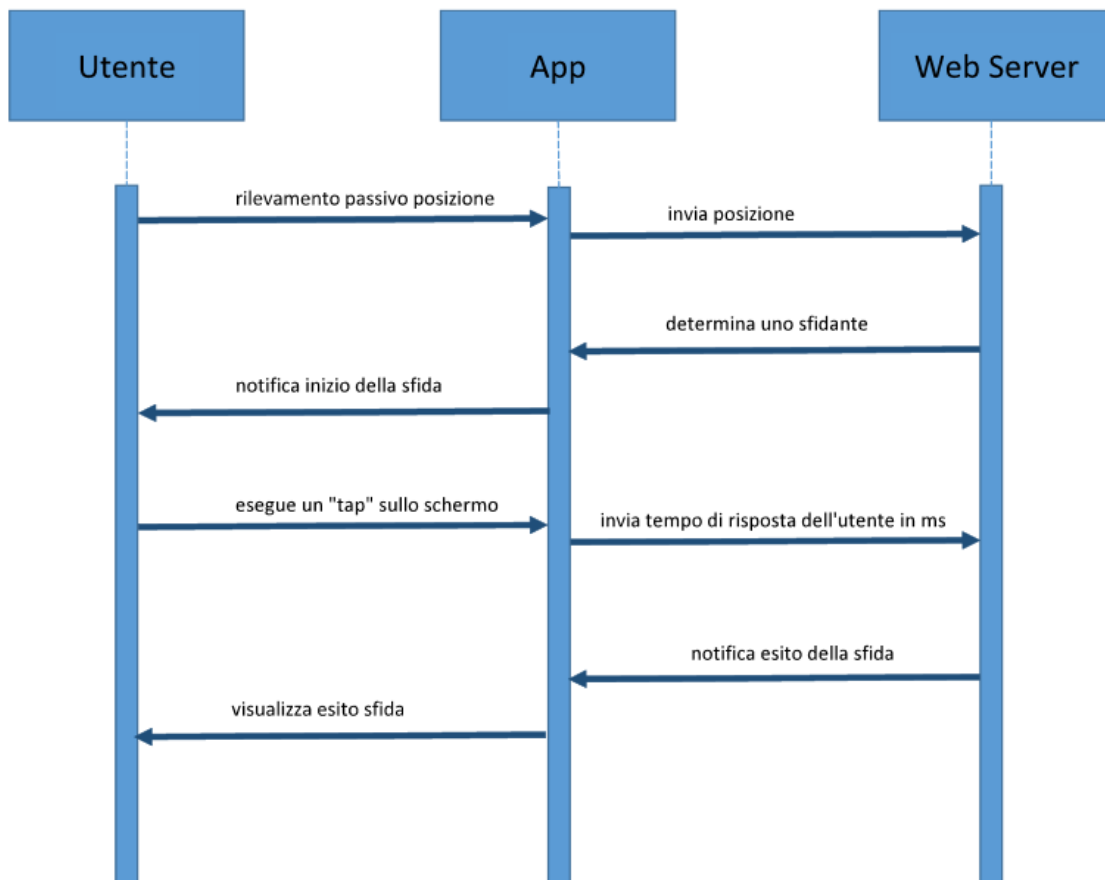 Utente
App
Web Server
rilevamento passivo posizione
invia posizione
determina uno sfidante
notifica inizio della sfida
esegue un "tap" sullo schermo
invia tempo di risposta dell'utente in ms
notifica esito della sfida
visualizza esito sfida